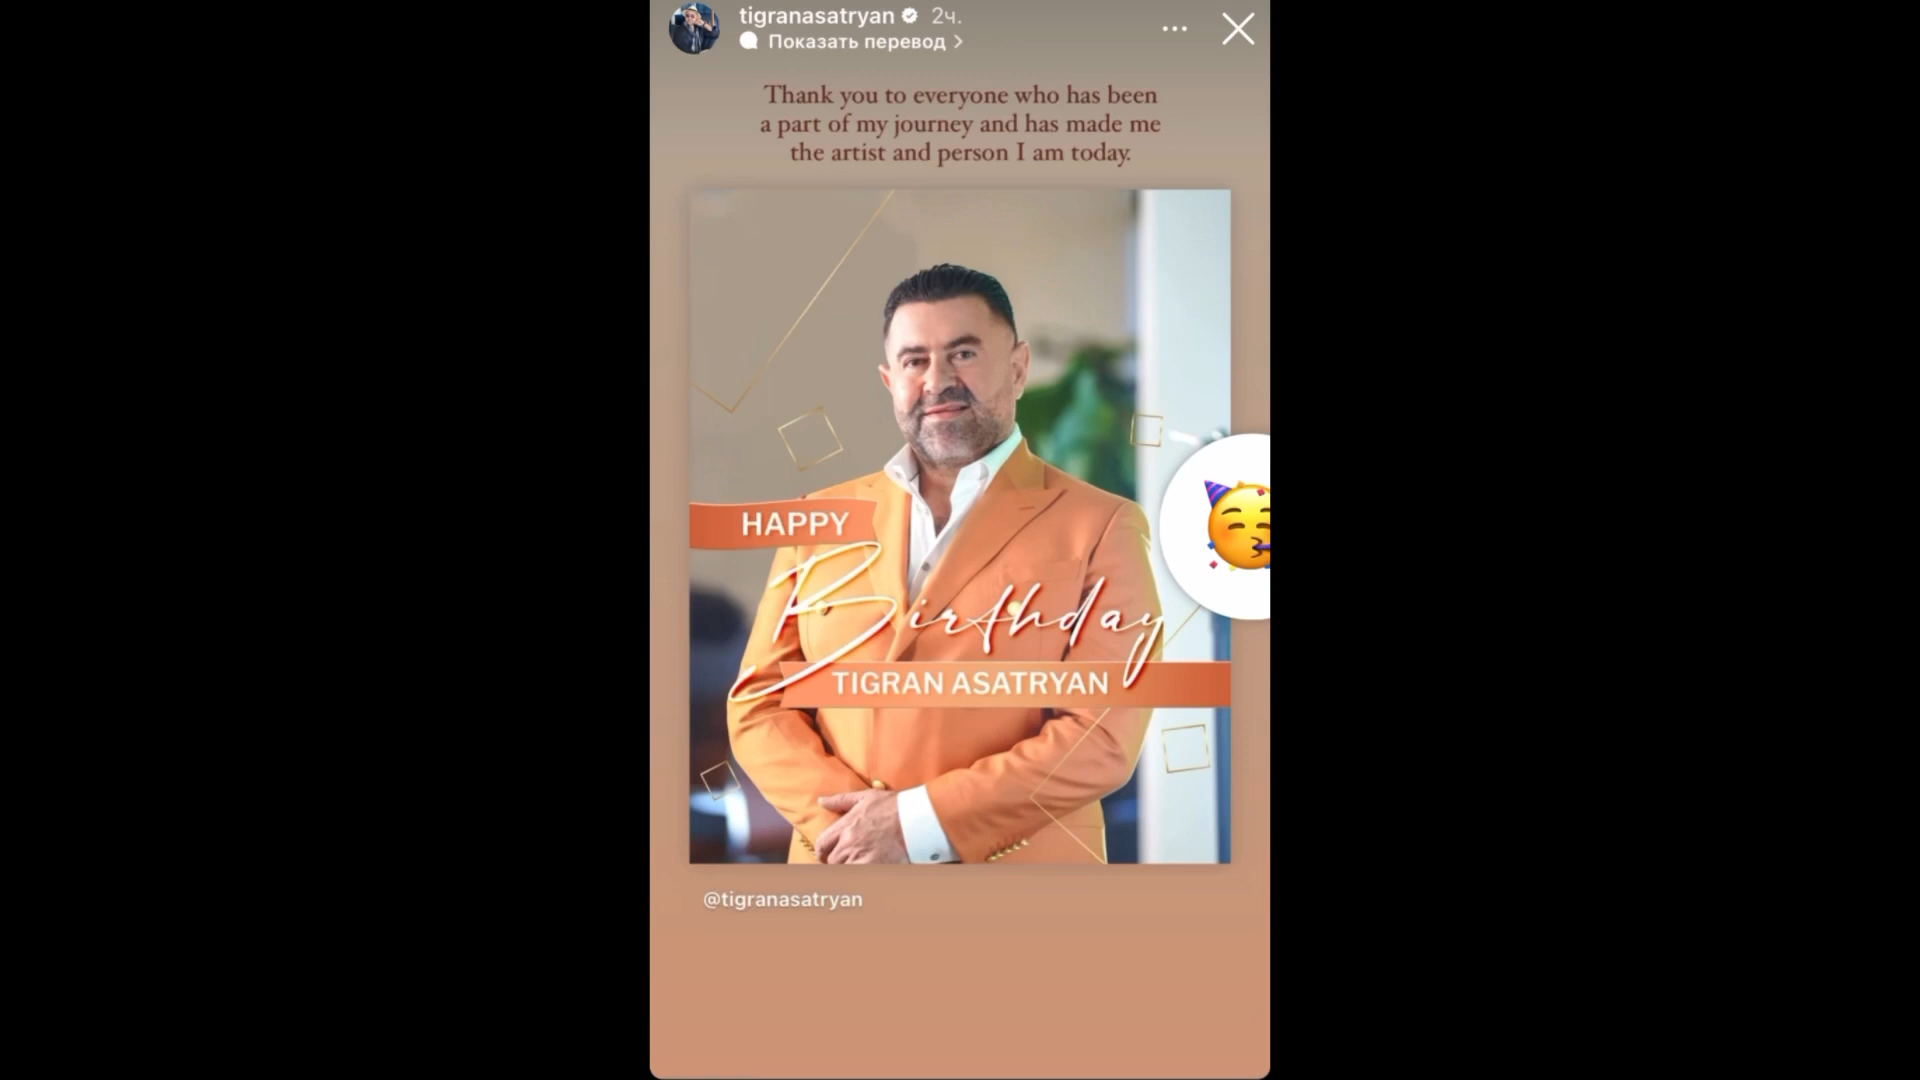 tigranasatryan 2ч.
Показать перевод
Thank you to everyone who has been
a part of my journey and has made me
the artist and person I am today.
HAPPY
Birthday
TIGRAN ASATRYAN
@tigranasatryan